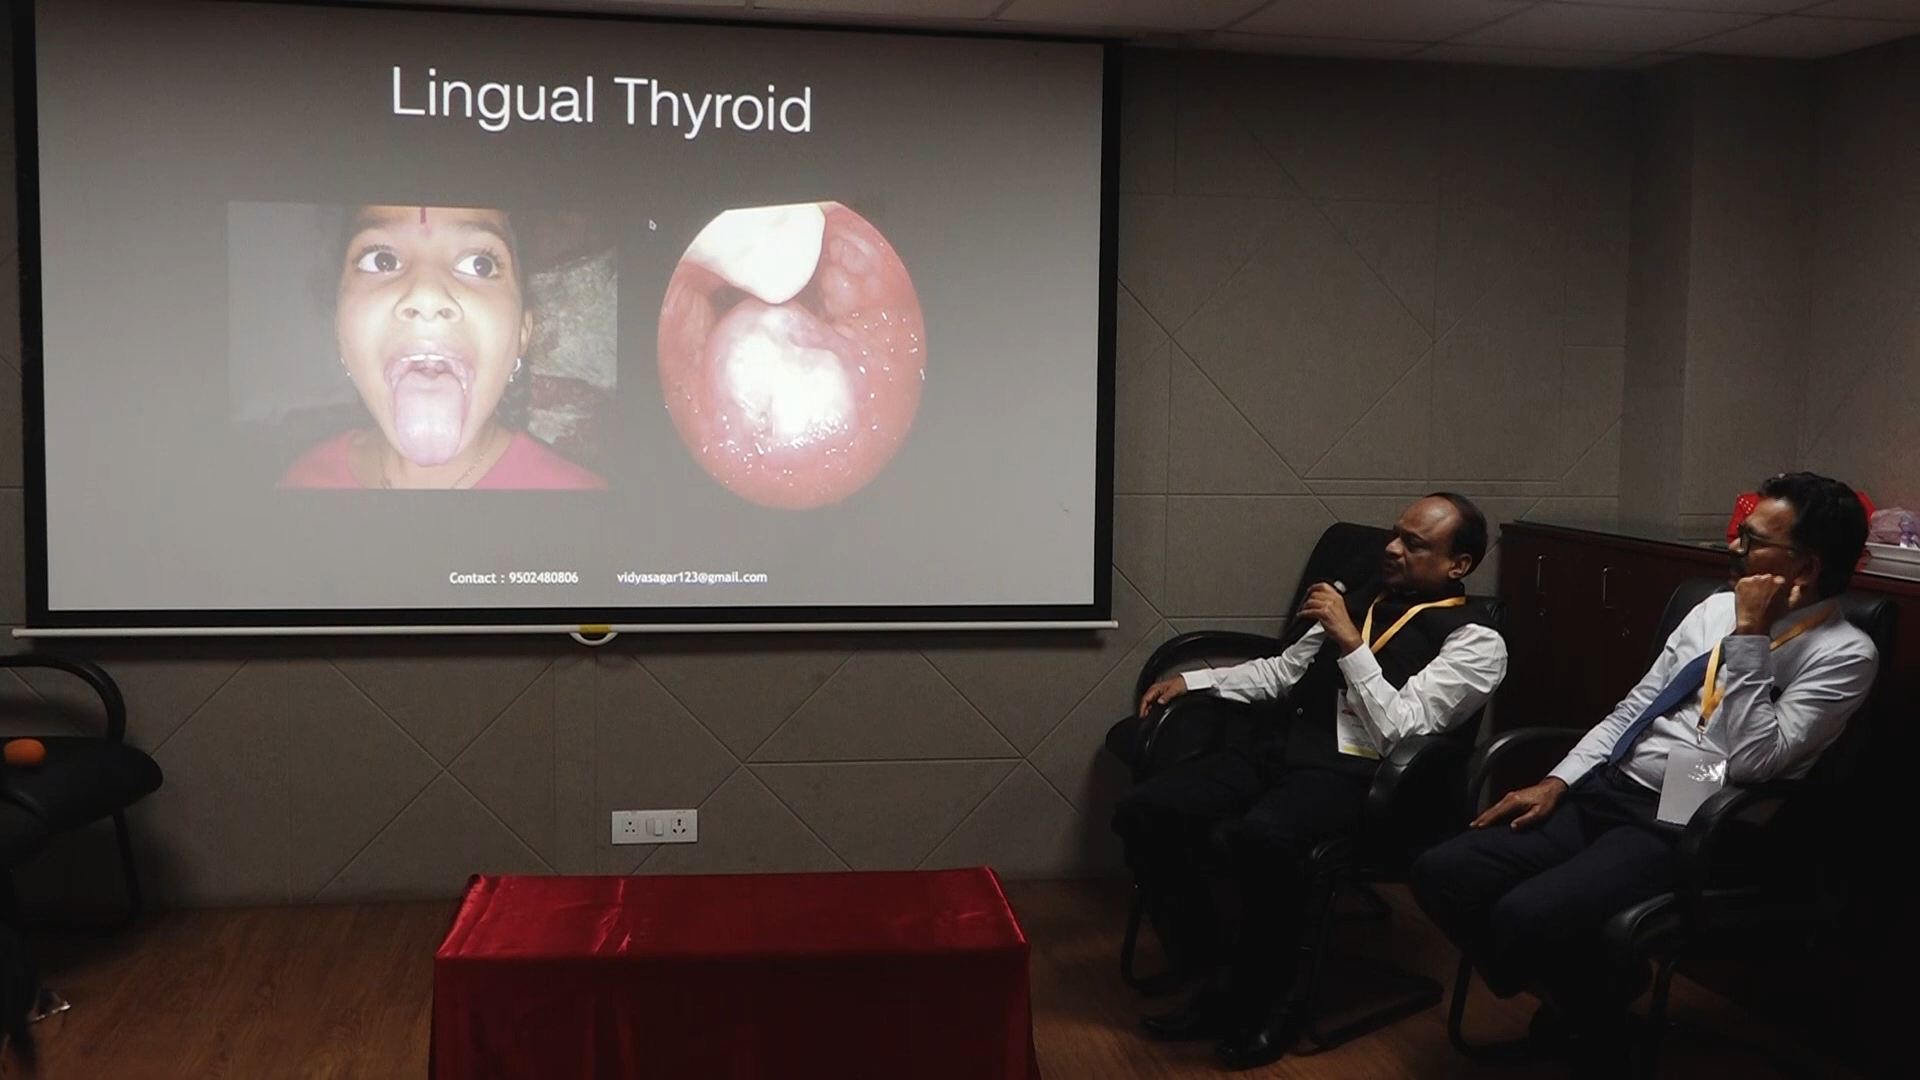 Lingual Thyroid
Contact : 9502480806 vidyasagar123@gmail.com